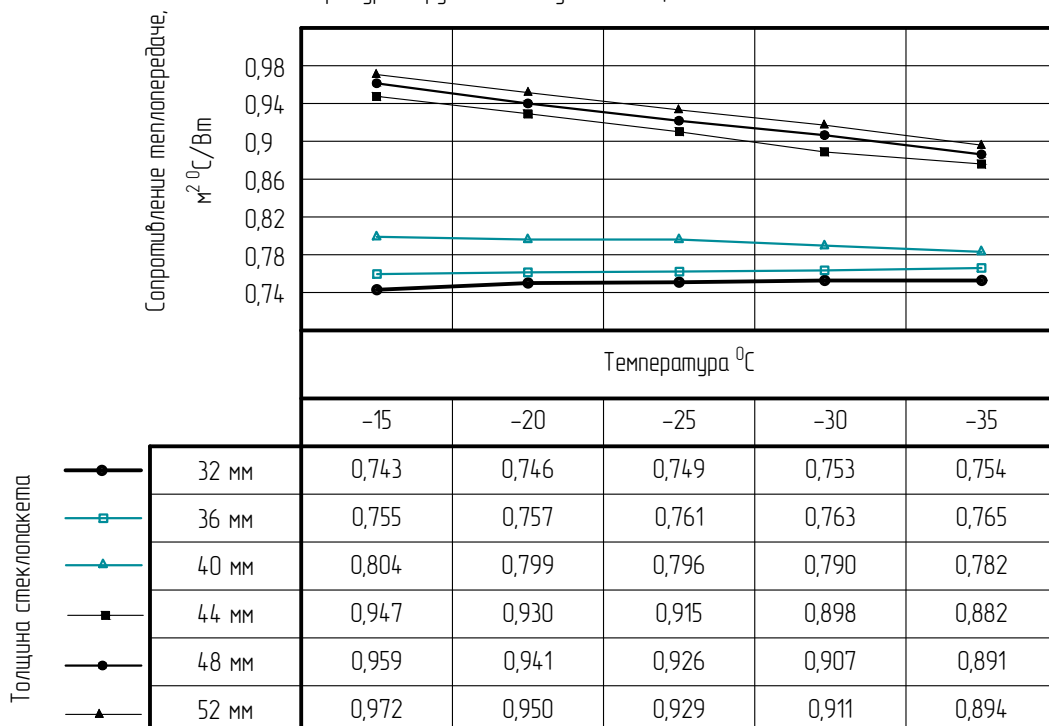 Сопротивление теплопередаче,
м² ⁰С/Вт
0,98
0,94
0,9
0,86
0,82
0,78
0,74
Температура ⁰С
−15 −20 −25 −30 −35
Толщина стеклопакета
32 мм 0,743 0,746 0,749 0,753 0,754
36 мм 0,755 0,757 0,761 0,763 0,765
40 мм 0,804 0,799 0,796 0,790 0,782
44 мм 0,947 0,930 0,915 0,898 0,882
48 мм 0,959 0,941 0,926 0,907 0,891
52 мм 0,972 0,950 0,929 0,911 0,894